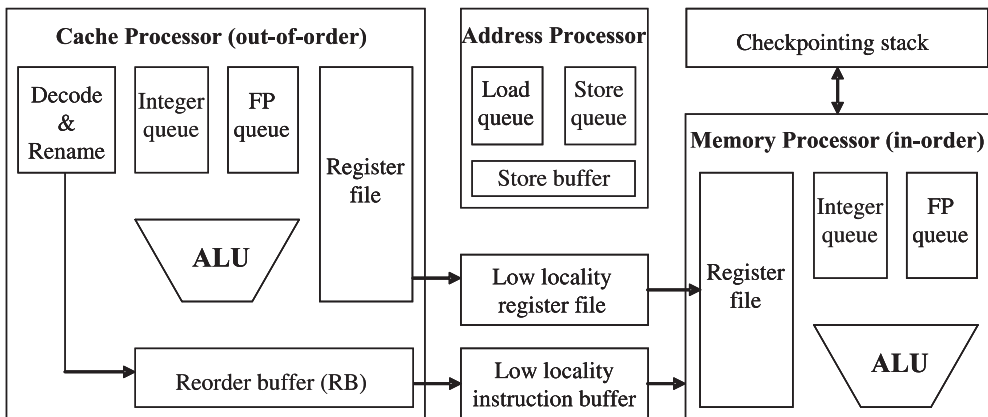 Cache Processor (out-of-order)
Decode
&
Rename
Integer
queue
FP
queue
Register
file
ALU
Reorder buffer (RB)
Address Processor
Load
queue
Store
queue
Store buffer
Low locality
register file
Low locality
instruction buffer
Checkpointing stack
Memory Processor (in-order)
Register
file
Integer
queue
FP
queue
ALU